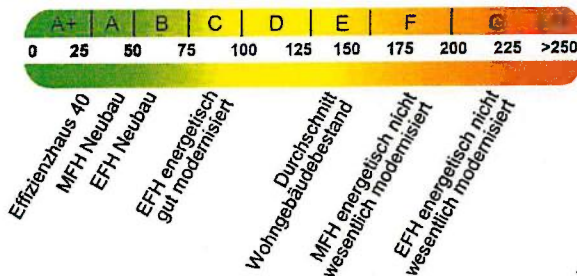 A+ A B C D E F G
0 25 50 75 100 125 150 175 200 225 >250
Effizienzhaus 40
MFH Neubau
EFH Neubau
EFH energetisch
gut modernisiert
Durchschnitt
Wohngebäudebestand
MFH energetisch nicht
wesentlich modernisiert
EFH energetisch nicht
wesentlich modernisiert